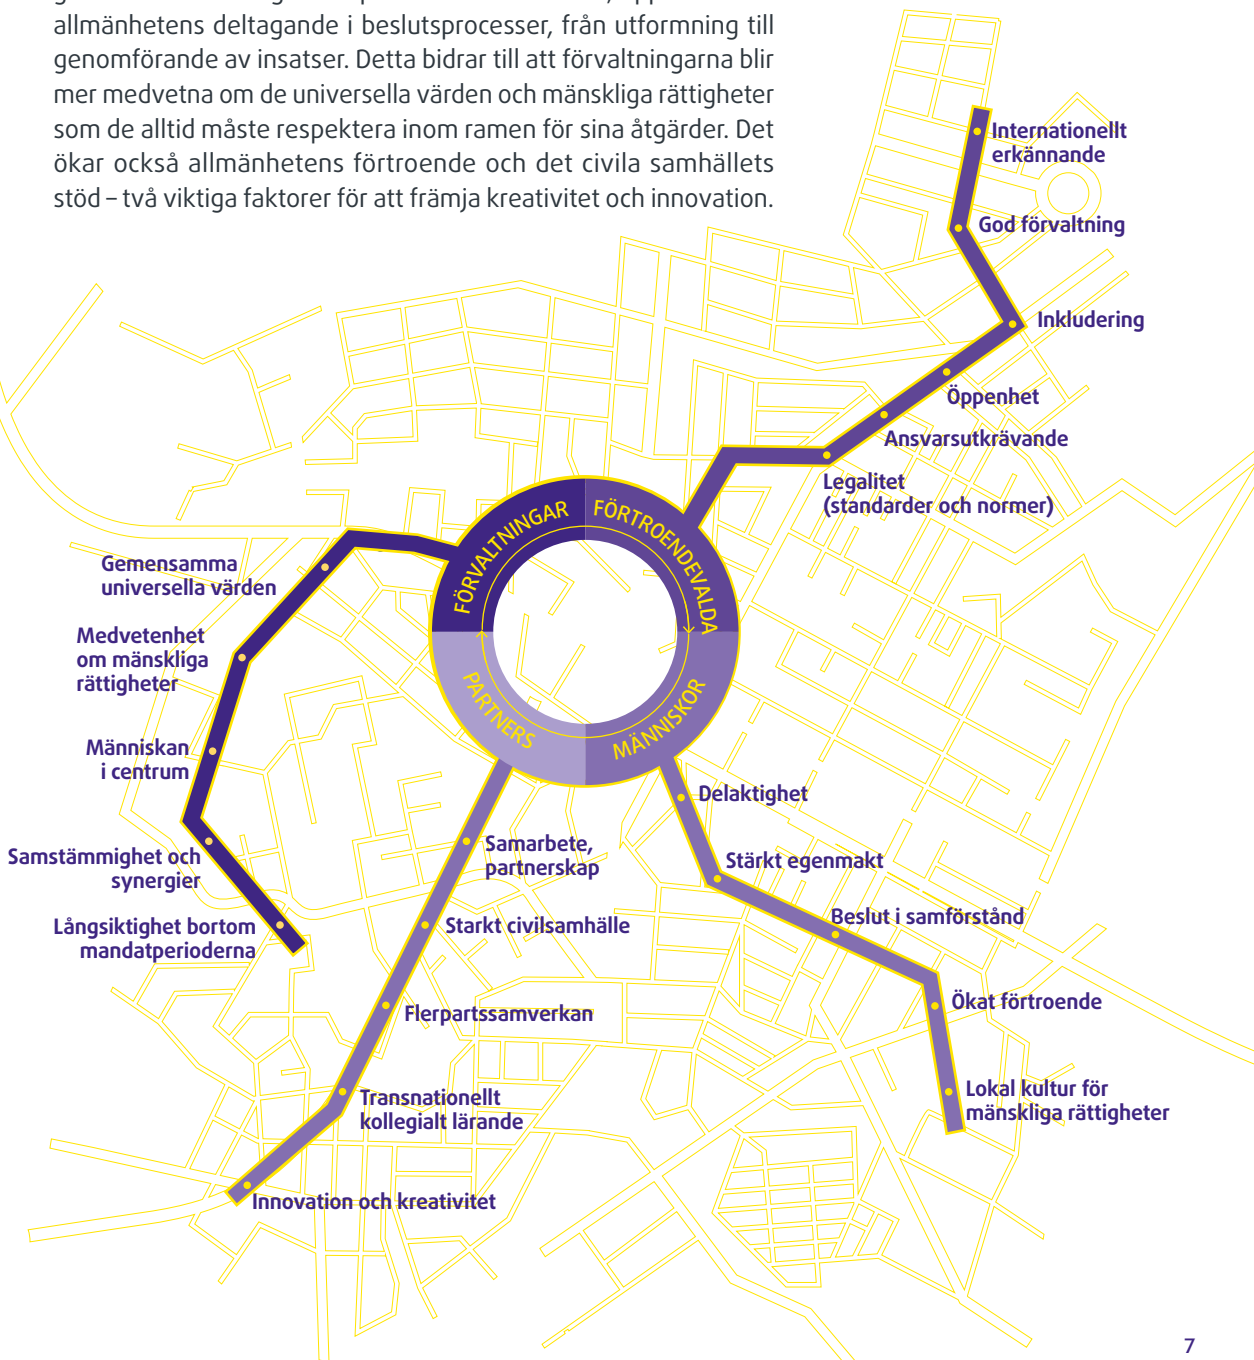 allmänhetens deltagande i beslutsprocesser, från utformning till
genomförande av insatser. Detta bidrar till att förvaltningarna blir
mer medvetna om de universella värden och mänskliga rättigheter
som de alltid måste respektera inom ramen för sina åtgärder. Det
ökar också allmänhetens förtroende och det civila samhällets
stöd – två viktiga faktorer för att främja kreativitet och innovation.
Internationellt
erkännande
God förvaltning
Inkludering
Öppenhet
Ansvarsutkrävande
Legalitet
(standarder och normer)
FÖRVALTNINGAR
FÖRTROENDEVALDA
PARTNERS
MÄNNISKOR
Gemensamma
universella värden
Medvetenhet
om mänskliga
rättigheter
Människan
i centrum
Samstämmighet och
synergier
Långsiktighet bortom
mandatperioderna
Samarbete,
partnerskap
Starkt civilsamhälle
Flerpartssamverkan
Transnationellt
kollegialt lärande
Innovation och kreativitet
Delaktighet
Stärkt egenmakt
Beslut i samförstånd
Ökat förtroende
Lokal kultur för
mänskliga rättigheter
7